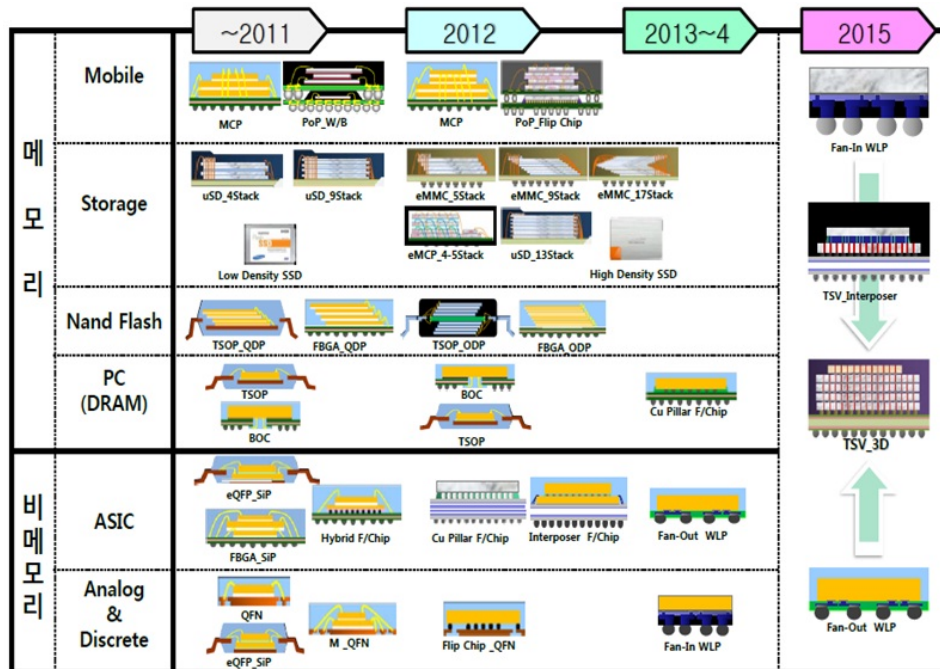 ~2011
2012
2013~4
2015
메모리
Mobile
MCP
PoP_W/B
MCP
PoP_Flip Chip
Fan-In WLP
Storage
uSD_4Stack
uSD_9Stack
eMMC_5Stack
eMMC_9Stack
eMMC_17Stack
Low Density SSD
eMCP_4-5Stack
uSD_13Stack
High Density SSD
TSV_Interposer
Nand Flash
TSOP_QDP
FBGA_QDP
TSOP_ODP
FBGA_ODP
PC
(DRAM)
TSOP
BOC
BOC
TSOP
Cu Pillar F/Chip
TSV_3D
비메모리
ASIC
eQFP_SiP
FBGA_SiP
Hybrid F/Chip
Cu Pillar F/Chip
Interposer F/Chip
Fan-Out WLP
Analog
&
Discrete
QFN
eQFP_SiP
M_QFN
Flip Chip_QFN
Fan-In WLP
Fan-Out WLP